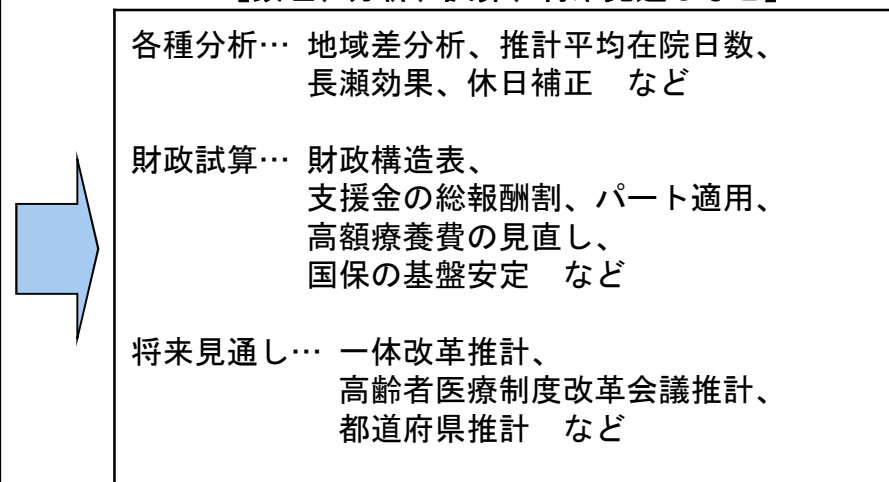 各種分析… 地域差分析、推計平均在院日数、
長瀬効果、休日補正　など
財政試算… 財政構造表、
支援金の総報酬割、パート適用、
高額療養費の見直し、
国保の基盤安定　など
将来見通し… 一体改革推計、
高齢者医療制度改革会議推計、
都道府県推計　など